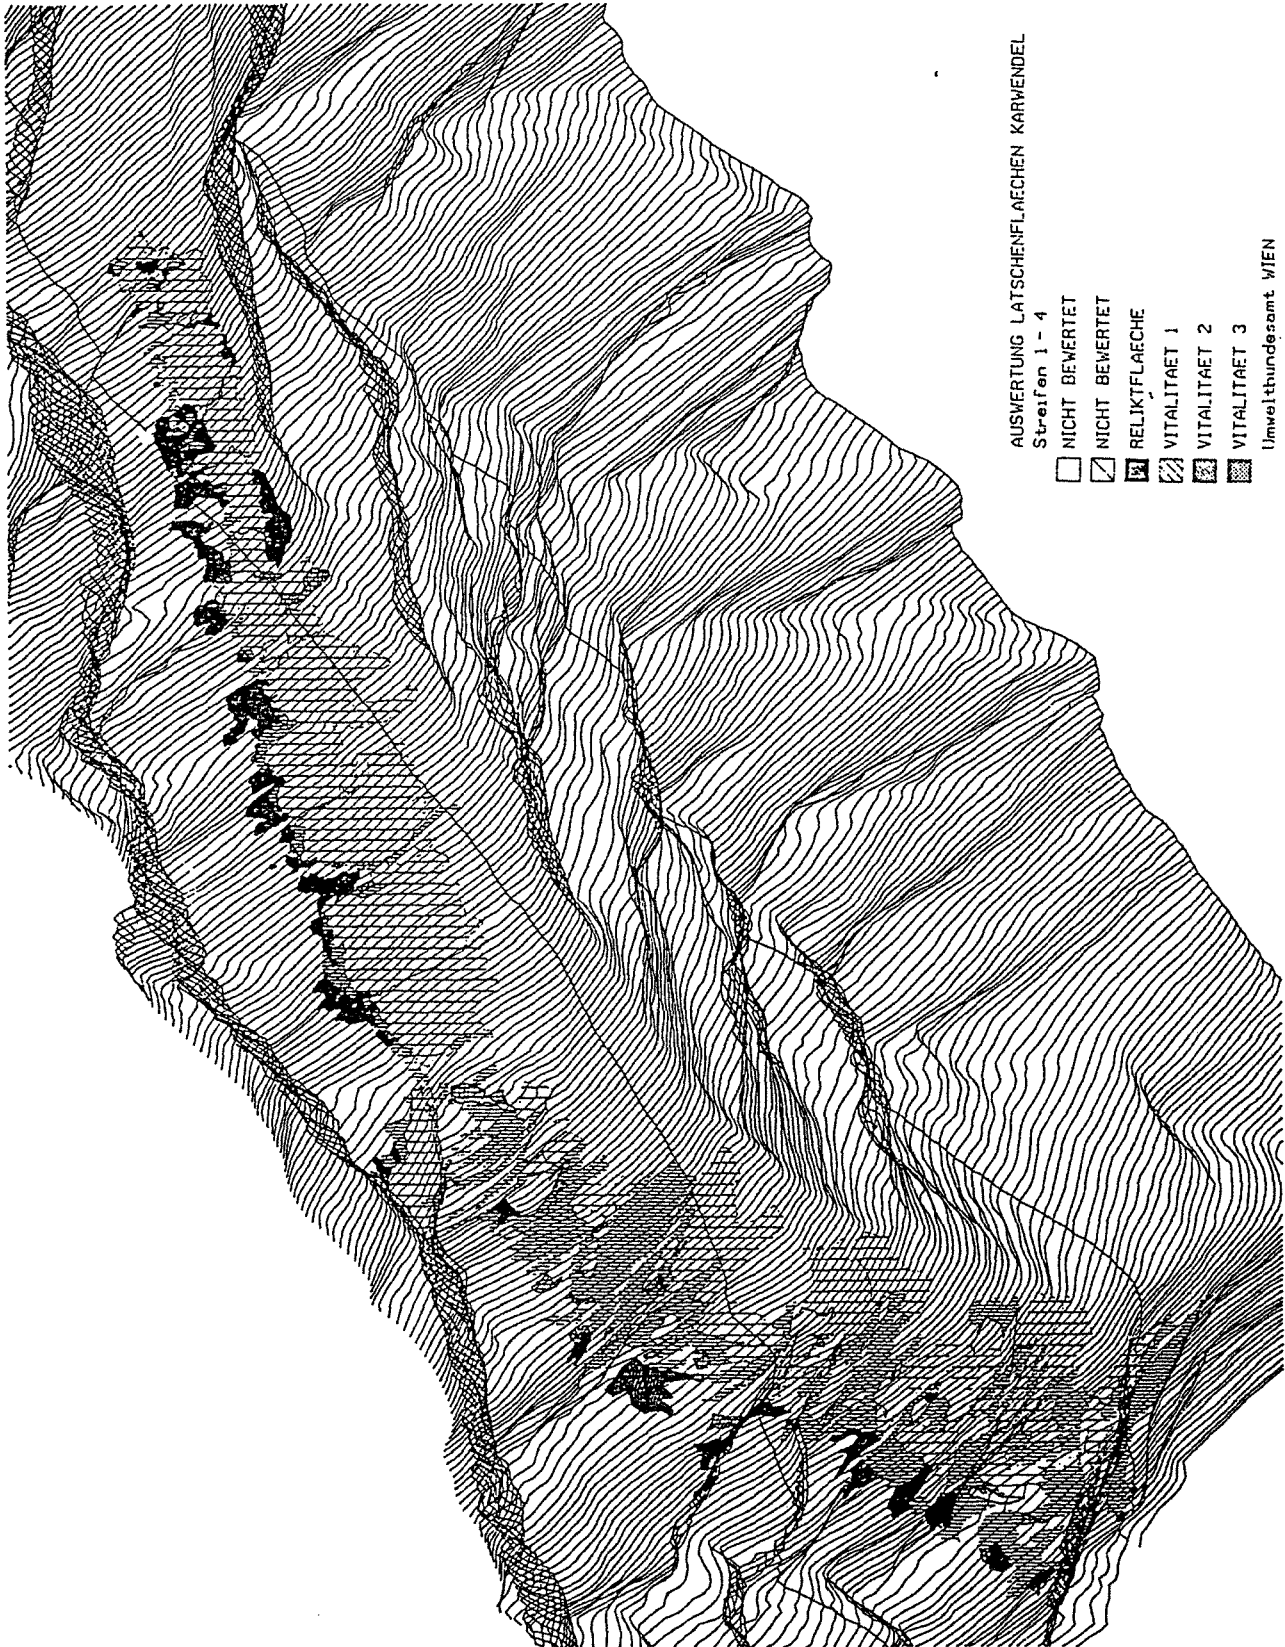 AUSWERTUNG LATSCHENFLAECHEN KARWENDEL
Streifen 1 - 4
NICHT BEWERTET
NICHT BEWERTET
RELIKTFLAECHE
VITALITAET 1
VITALITAET 2
VITALITAET 3
Umweltbundesamt WIEN